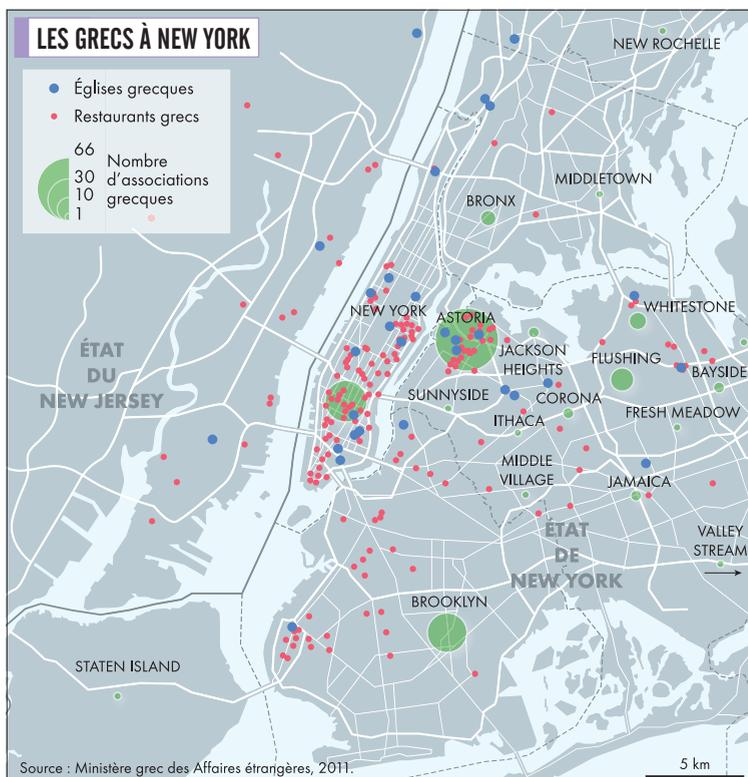 LES GRECS À NEW YORK
Églises grecques
Restaurants grecs
66
30
10
1
Nombre
d'associations
grecques
NEW ROCHELLE
MIDDLETOWN
BRONX
NEW YORK
ASTORIA
WHITESTONE
JACKSON
HEIGHTS
FLUSHING
BAYSIDE
ÉTAT
DU
NEW JERSEY
SUNNYSIDE
CORONA
ITHACA
FRESH MEADOW
MIDDLE
VILLAGE
JAMAICA
ÉTAT
DE
NEW YORK
VALLEY
STREAM
BROOKLYN
STATEN ISLAND
Source : Ministère grec des Affaires étrangères, 2011.
5 km